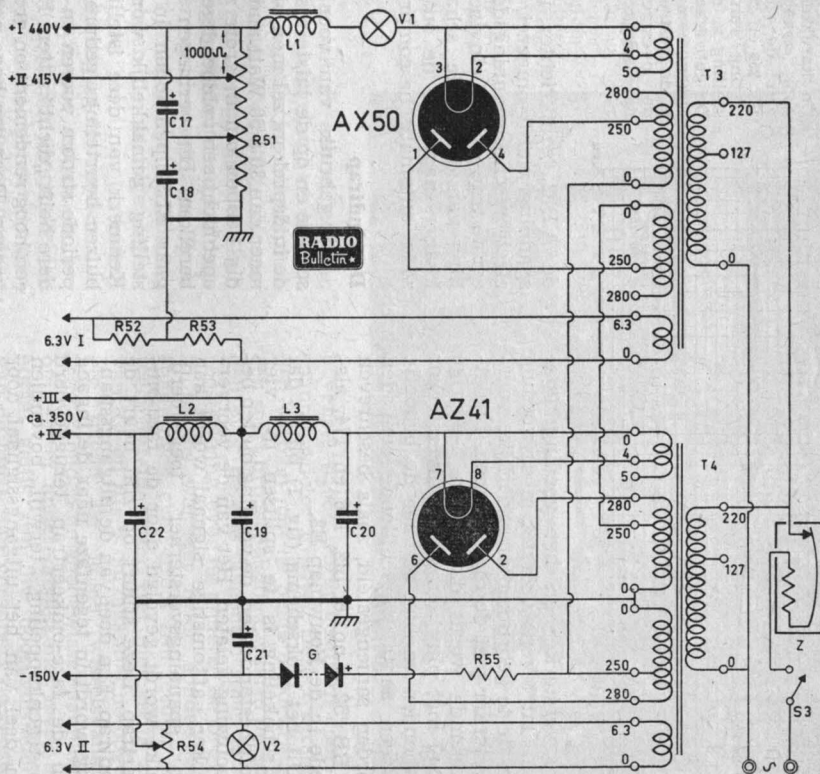 +I 440V
1000Ω
L1
V1
0
4
5
T3
+II 415V
3
2
280
220
C17
AX50
250
127
R51
1
4
C18
0
0
RADIO
Bulletin
250
0
280
R52
R53
6.3
6.3V I
0
+III
L2
L3
AZ41
ca. 350 V
+IV
0
4
5
T4
7
8
280
220
C22
C19
C20
250
127
6
2
0
0
Z
C21
G
-150V
R55
250
0
280
S3
6.3
6.3V II
R54
V2
0